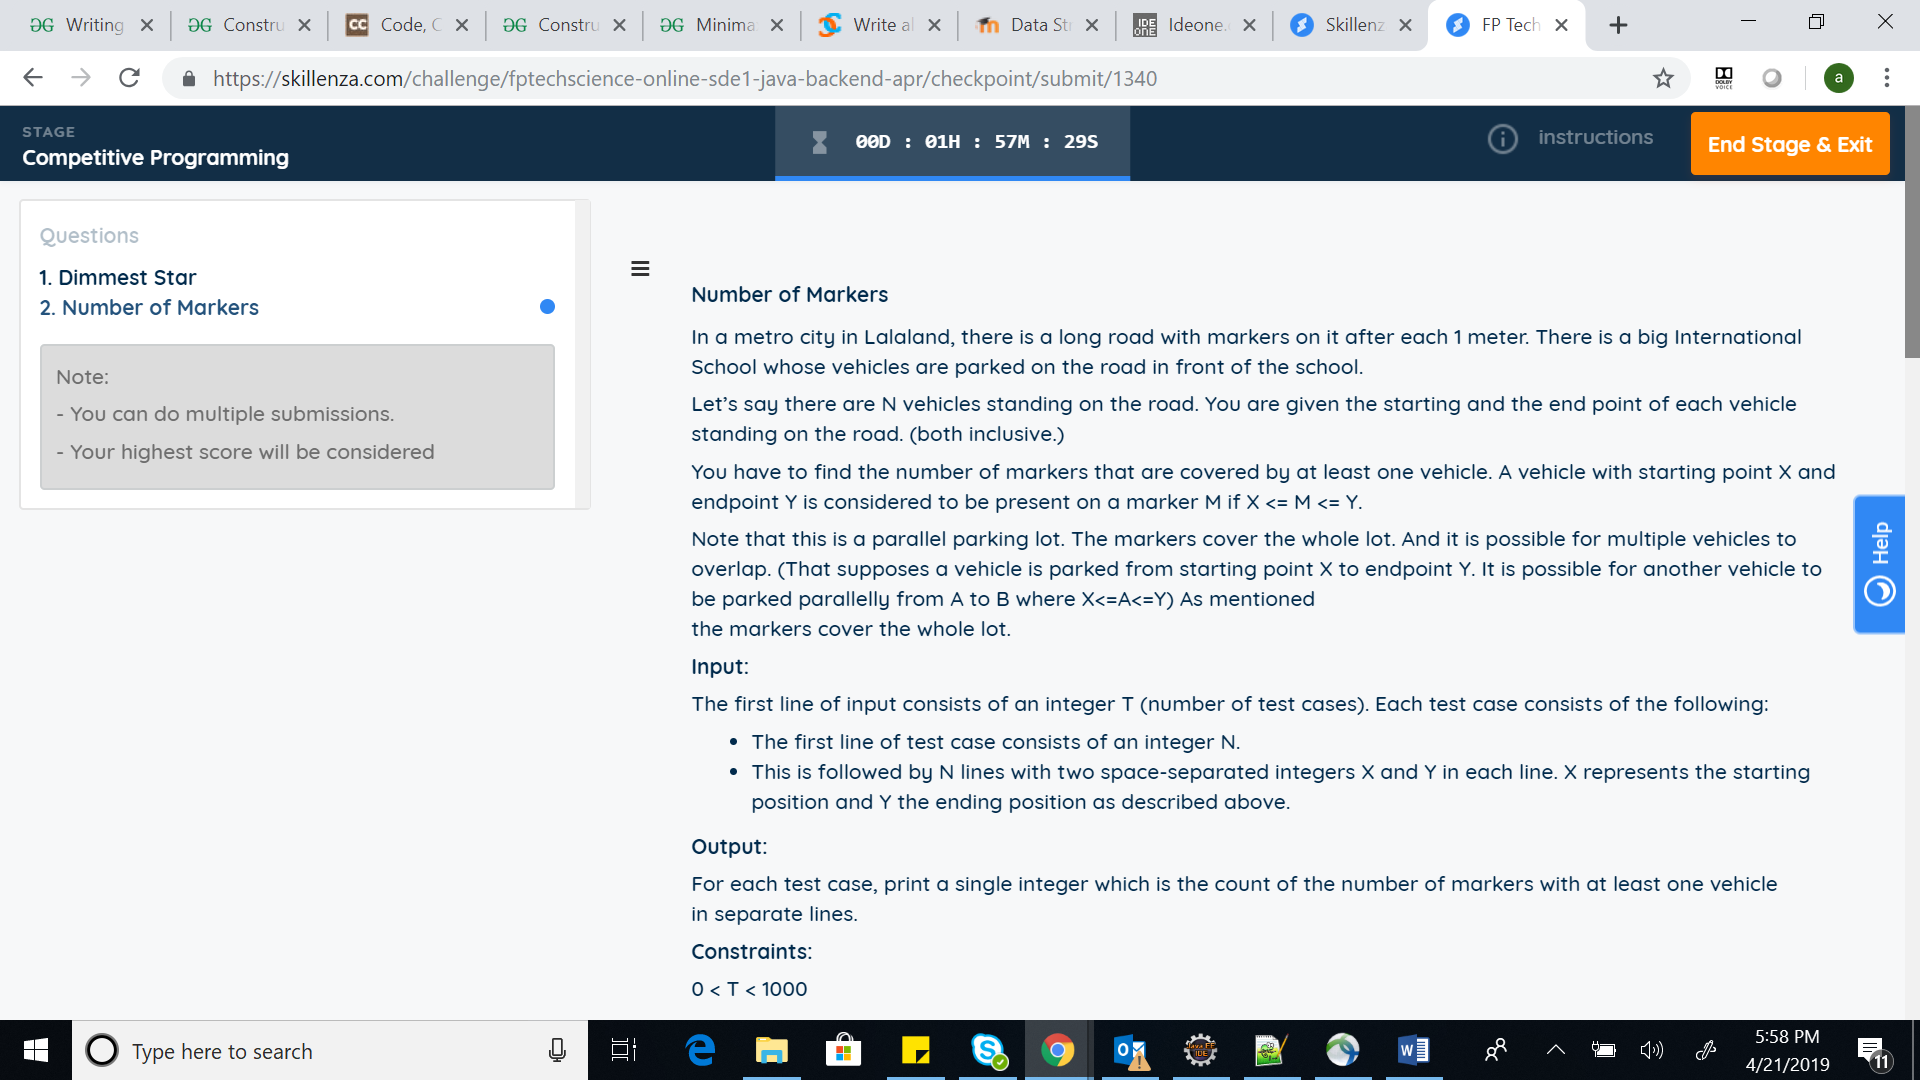 Writing
Constru
Code, C
Constru
Minima
Write al
Data St
Ideone.
Skillenz
FP Tech
https://skillenza.com/challenge/fptechscience-online-sde1-java-backend-apr/checkpoint/submit/1340
DOLBY
VOICE
a
STAGE
Competitive Programming
00D : 01H : 57M : 29S
instructions
End Stage & Exit
Questions
1. Dimmest Star
2. Number of Markers
Note:
- You can do multiple submissions.
- Your highest score will be considered
Number of Markers
In a metro city in Lalaland, there is a long road with markers on it after each 1 meter. There is a big International
School whose vehicles are parked on the road in front of the school.
Let's say there are N vehicles standing on the road. You are given the starting and the end point of each vehicle
standing on the road. (both inclusive.)
You have to find the number of markers that are covered by at least one vehicle. A vehicle with starting point X and
endpoint Y is considered to be present on a marker M if X <= M <= Y.
Note that this is a parallel parking lot. The markers cover the whole lot. And it is possible for multiple vehicles to
overlap. (That supposes a vehicle is parked from starting point X to endpoint Y. It is possible for another vehicle to
be parked parallelly from A to B where X<=A<=Y) As mentioned
the markers cover the whole lot.
Input:
The first line of input consists of an integer T (number of test cases). Each test case consists of the following:
• The first line of test case consists of an integer N.
• This is followed by N lines with two space-separated integers X and Y in each line. X represents the starting
position and Y the ending position as described above.
Output:
For each test case, print a single integer which is the count of the number of markers with at least one vehicle
in separate lines.
Constraints:
0 < T < 1000
Help
Type here to search
5:58 PM
4/21/2019
11